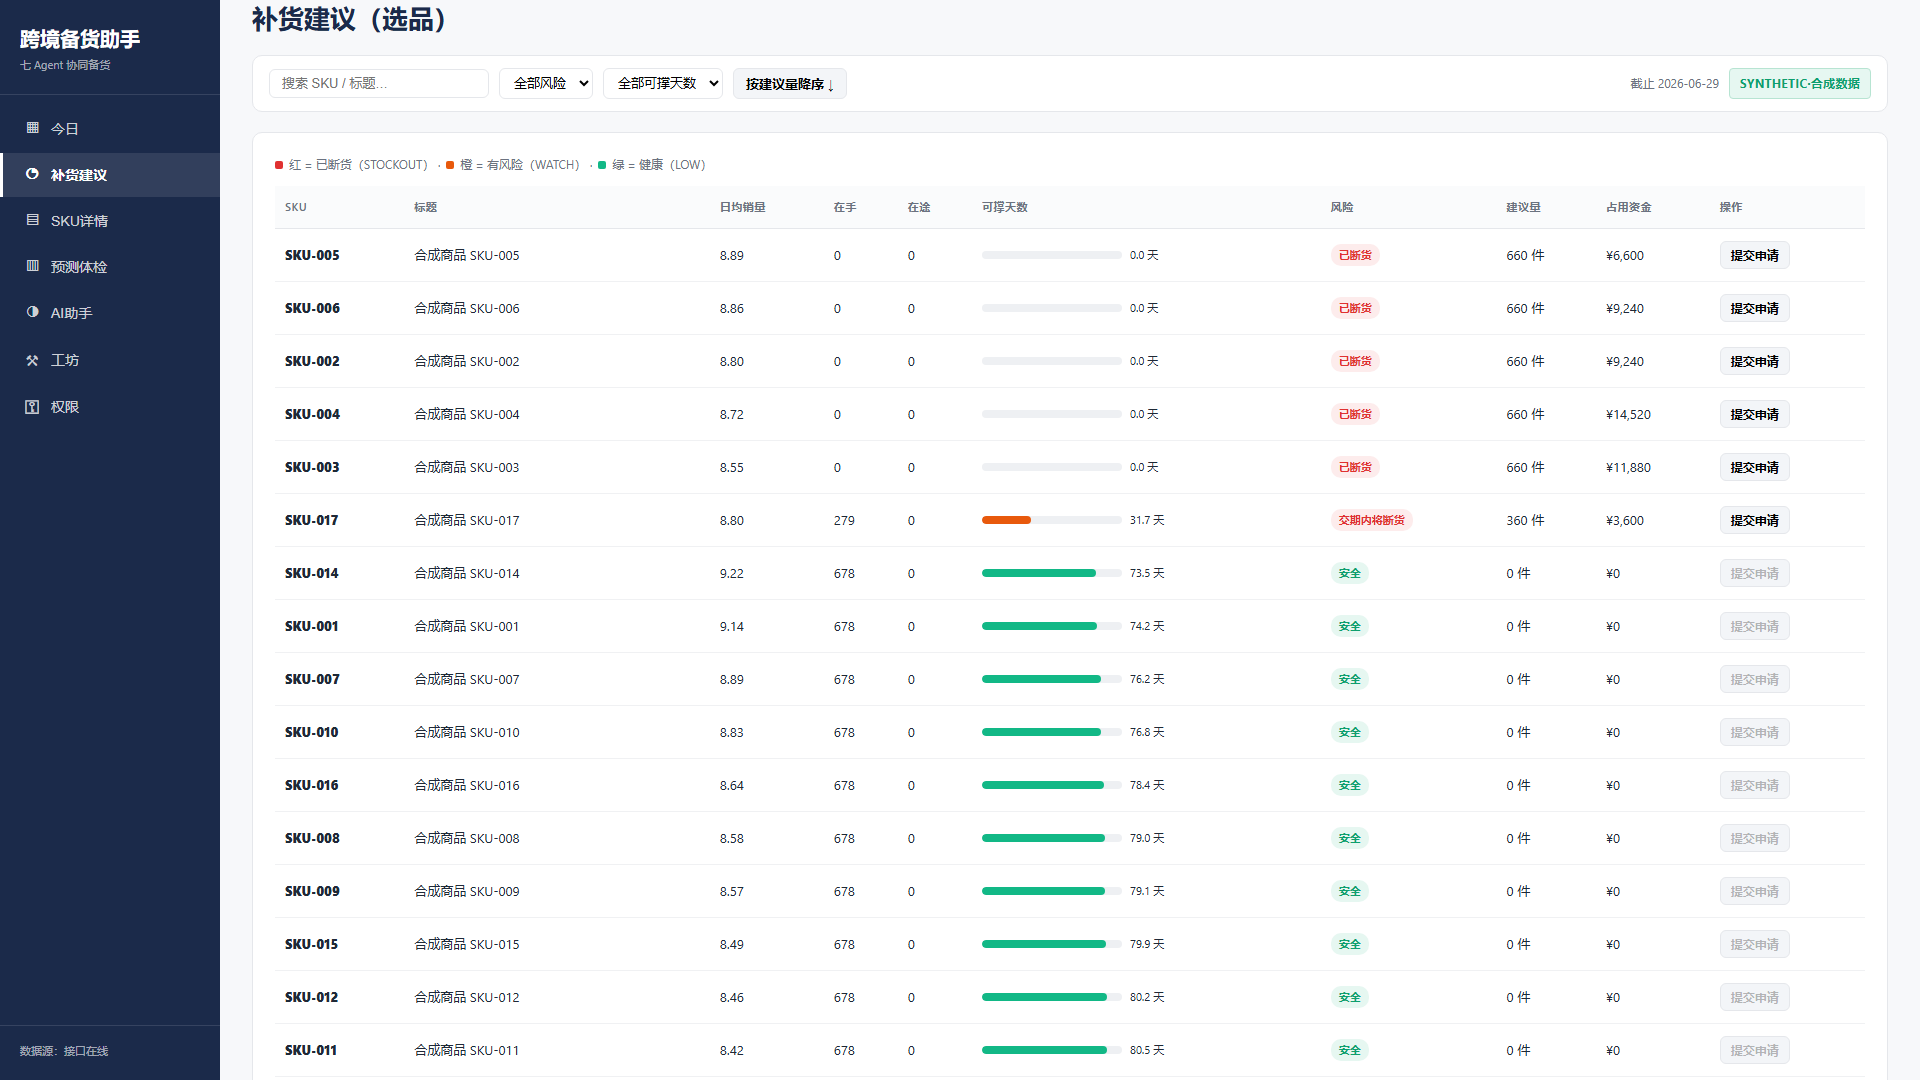 跨境备货助手
七 Agent 协同备货
今日
补货建议
SKU详情
预测体检
AI助手
工坊
权限
数据源：接口在线
补货建议（选品）
搜索 SKU / 标题…
全部风险
全部可撑天数
按建议量降序 ↓
截止 2026-06-29
SYNTHETIC·合成数据
红 = 已断货（STOCKOUT） · 橙 = 有风险（WATCH） · 绿 = 健康（LOW）
SKU 标题 日均销量 在手 在途 可撑天数 风险 建议量 占用资金 操作
SKU-005 合成商品 SKU-005 8.89 0 0 0.0 天 已断货 660 件 ¥6,600 提交申请
SKU-006 合成商品 SKU-006 8.86 0 0 0.0 天 已断货 660 件 ¥9,240 提交申请
SKU-002 合成商品 SKU-002 8.80 0 0 0.0 天 已断货 660 件 ¥9,240 提交申请
SKU-004 合成商品 SKU-004 8.72 0 0 0.0 天 已断货 660 件 ¥14,520 提交申请
SKU-003 合成商品 SKU-003 8.55 0 0 0.0 天 已断货 660 件 ¥11,880 提交申请
SKU-017 合成商品 SKU-017 8.80 279 0 31.7 天 交期内将断货 360 件 ¥3,600 提交申请
SKU-014 合成商品 SKU-014 9.22 678 0 73.5 天 安全 0 件 ¥0 提交申请
SKU-001 合成商品 SKU-001 9.14 678 0 74.2 天 安全 0 件 ¥0 提交申请
SKU-007 合成商品 SKU-007 8.89 678 0 76.2 天 安全 0 件 ¥0 提交申请
SKU-010 合成商品 SKU-010 8.83 678 0 76.8 天 安全 0 件 ¥0 提交申请
SKU-016 合成商品 SKU-016 8.64 678 0 78.4 天 安全 0 件 ¥0 提交申请
SKU-008 合成商品 SKU-008 8.58 678 0 79.0 天 安全 0 件 ¥0 提交申请
SKU-009 合成商品 SKU-009 8.57 678 0 79.1 天 安全 0 件 ¥0 提交申请
SKU-015 合成商品 SKU-015 8.49 678 0 79.9 天 安全 0 件 ¥0 提交申请
SKU-012 合成商品 SKU-012 8.46 678 0 80.2 天 安全 0 件 ¥0 提交申请
SKU-011 合成商品 SKU-011 8.42 678 0 80.5 天 安全 0 件 ¥0 提交申请